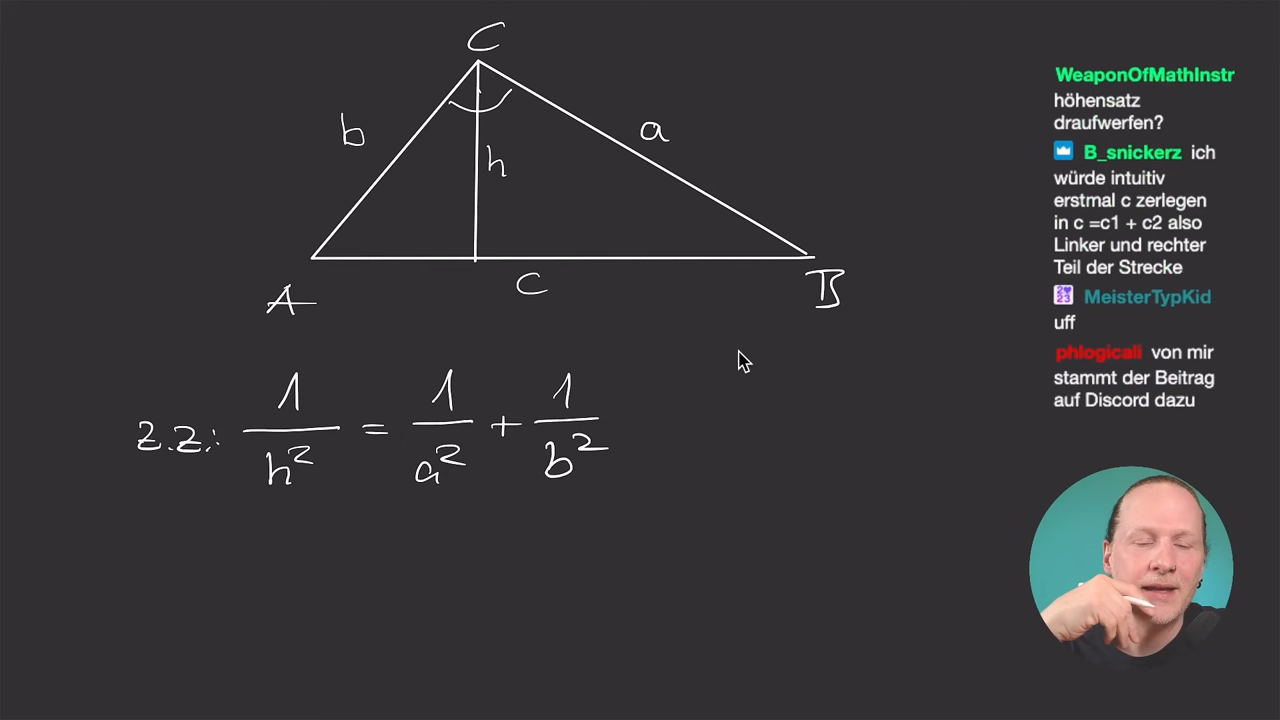 C
b
a
h
c
A
B
z.z.: 1/h² = 1/a² + 1/b²
WeaponOfMathInstr
höhensatz
draufwerfen?
B_snickerz ich
würde intuitiv
erstmal c zerlegen
in c =c1 + c2 also
Linker und rechter
Teil der Strecke
MeisterTypKid
uff
phlogicali von mir
stammt der Beitrag
auf Discord dazu